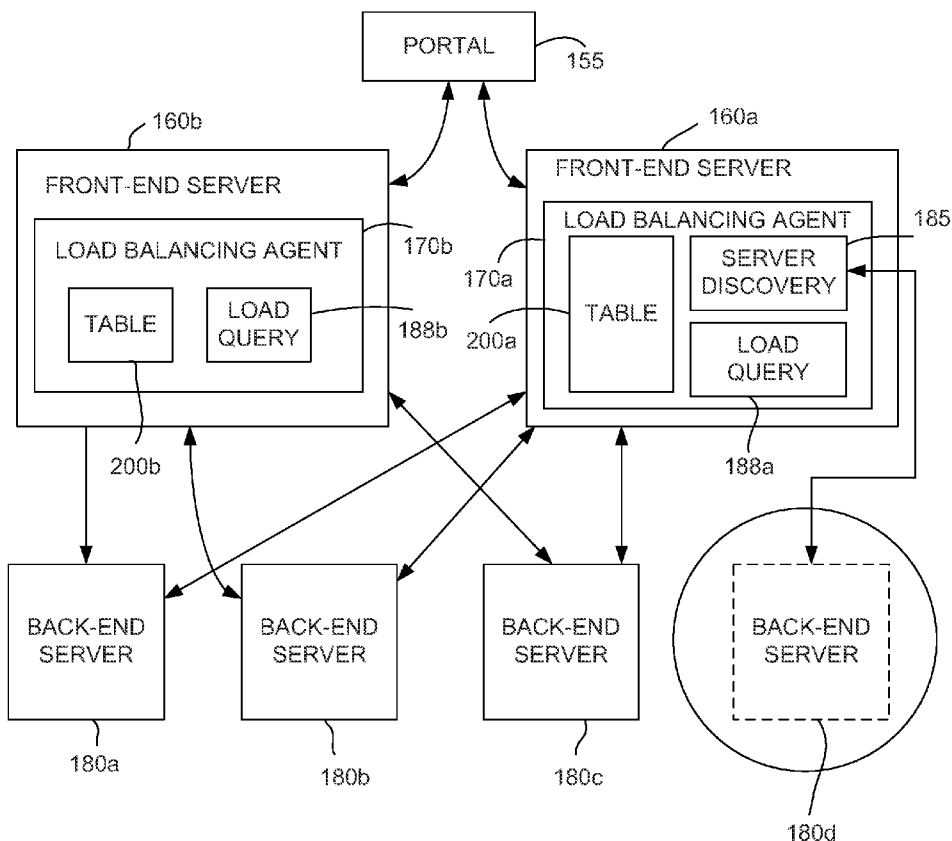 PORTAL
155
160b
160a
FRONT-END SERVER
LOAD BALANCING AGENT
170b
TABLE
LOAD
QUERY
188b
200b
FRONT-END SERVER
LOAD BALANCING AGENT
185
170a
SERVER
DISCOVERY
TABLE
200a
LOAD
QUERY
188a
BACK-END
SERVER
BACK-END
SERVER
BACK-END
SERVER
BACK-END
SERVER
180a
180b
180c
180d